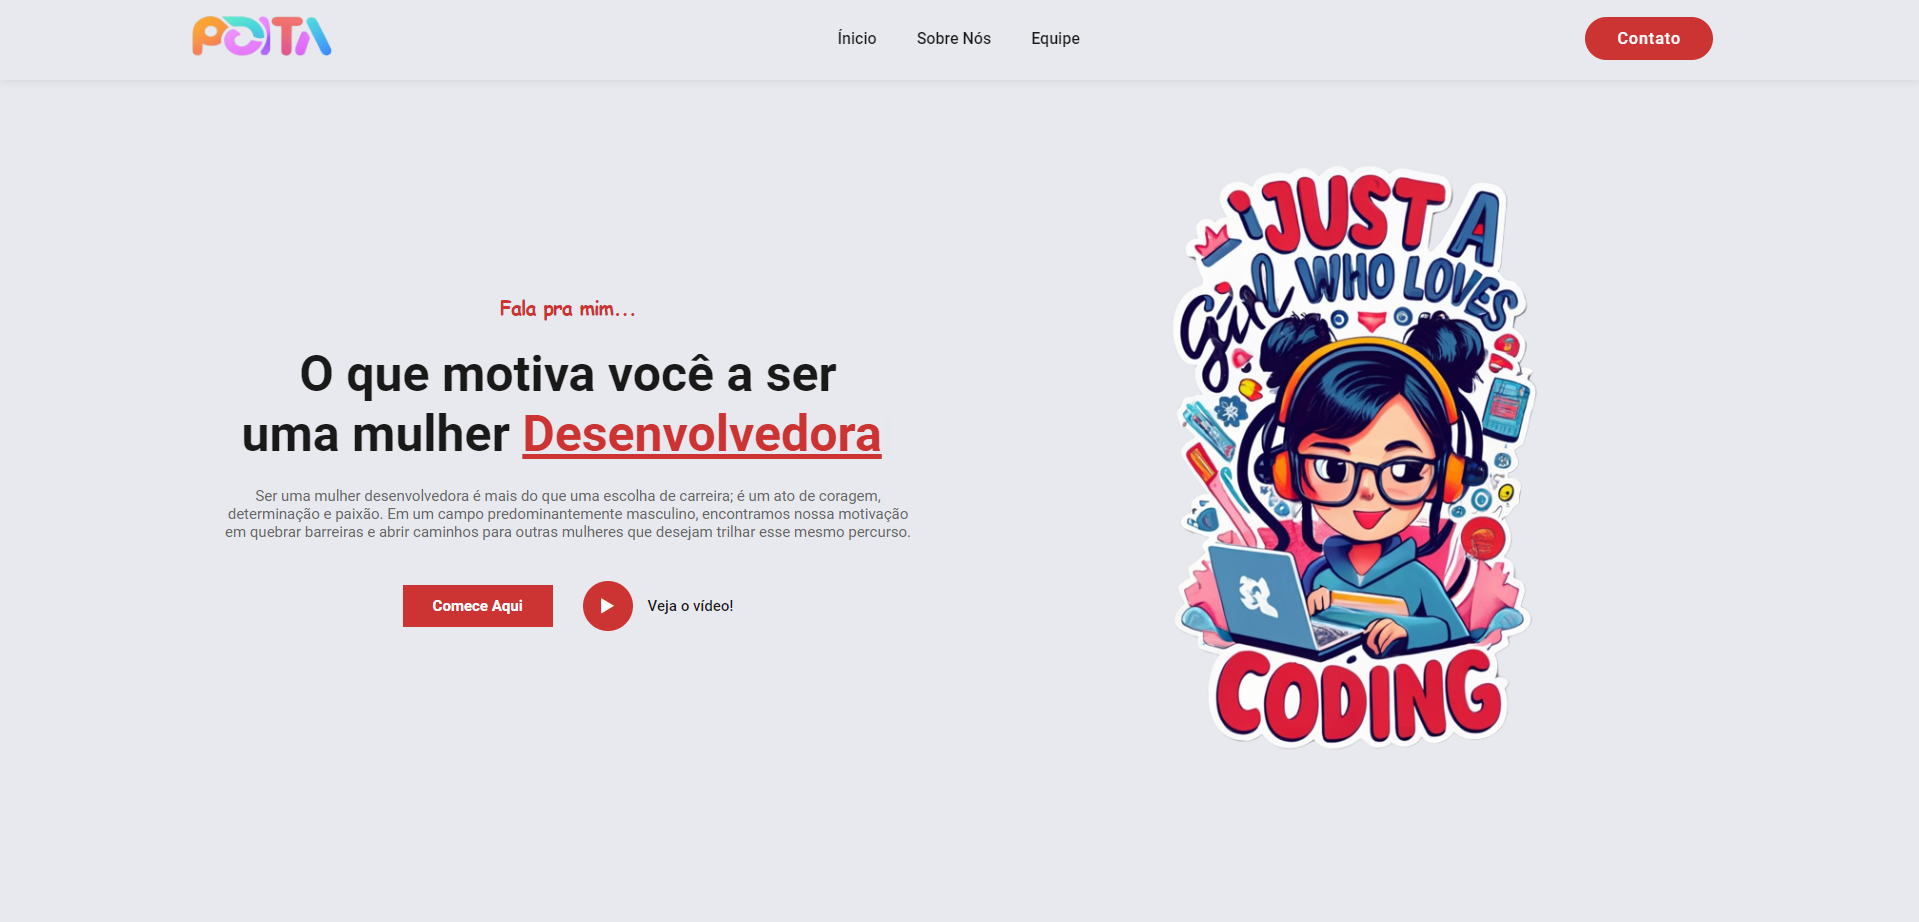 Ínicio
Sobre Nós
Equipe
Contato
Fala pra mim...
O que motiva você a ser
uma mulher Desenvolvedora
Ser uma mulher desenvolvedora é mais do que uma escolha de carreira; é um ato de coragem,
determinação e paixão. Em um campo predominantemente masculino, encontramos nossa motivação
em quebrar barreiras e abrir caminhos para outras mulheres que desejam trilhar esse mesmo percurso.
Comece Aqui
Veja o vídeo!
i JUST A
Girl WHO LOVES
CODING